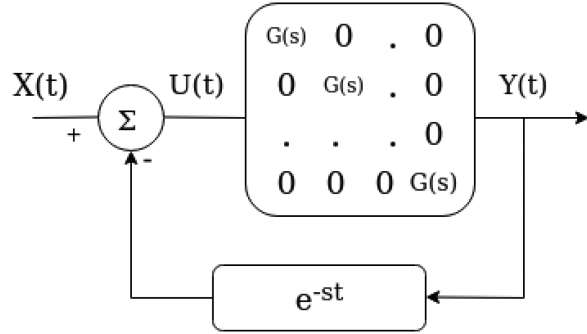 G(s) 0 . 0
X(t) U(t) 0 G(s) . 0 Y(t)
Σ
+ - . . . 0
0 0 0 G(s)
e-st